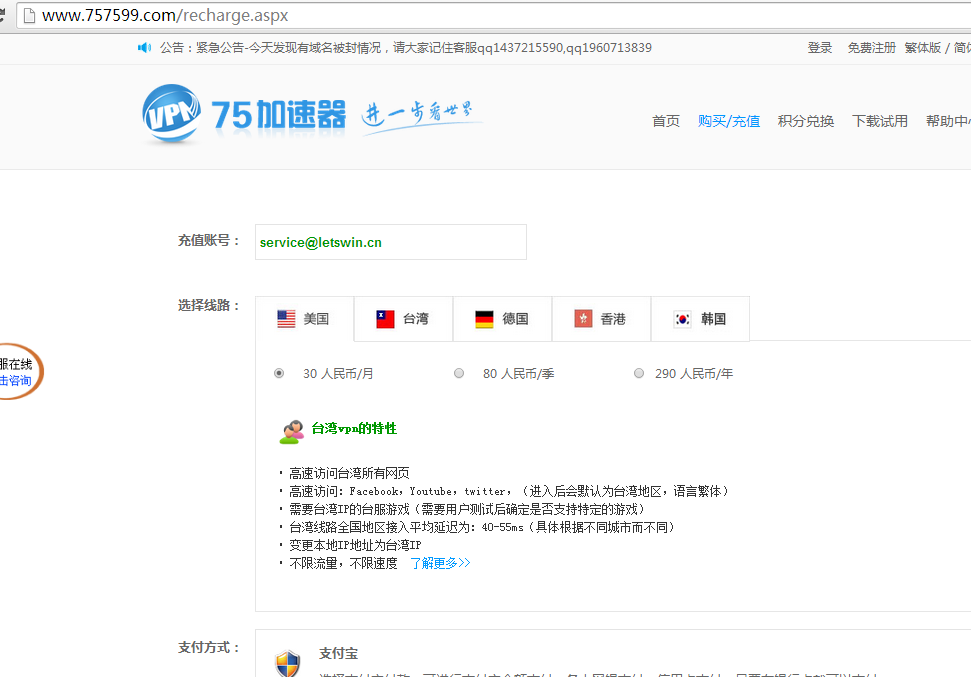 www.757599.com/recharge.aspx
公告：紧急公告-今天发现有域名被封情况，请大家记住客服qq1437215590,qq1960713839 登录 免费注册 繁体版 / 简体
VPN 75加速器 进一步看世界
首页 购买/充值 积分兑换 下载试用 帮助中心
充值账号： service@letswin.cn
选择线路： 美国 台湾 德国 香港 韩国
服在线
击咨询
30 人民币/月 80 人民币/季 290 人民币/年
台湾vpn的特性
· 高速访问台湾所有网页
· 高速访问：Facebook，Youtube，twitter，（进入后会默认为台湾地区，语言繁体）
· 需要台湾IP的台服游戏（需要用户测试后确定是否支持特定的游戏）
· 台湾线路全国地区接入平均延迟为：40-55ms（具体根据不同城市而不同）
· 变更本地IP地址为台湾IP
· 不限流量，不限速度 了解更多>>
支付方式： 支付宝